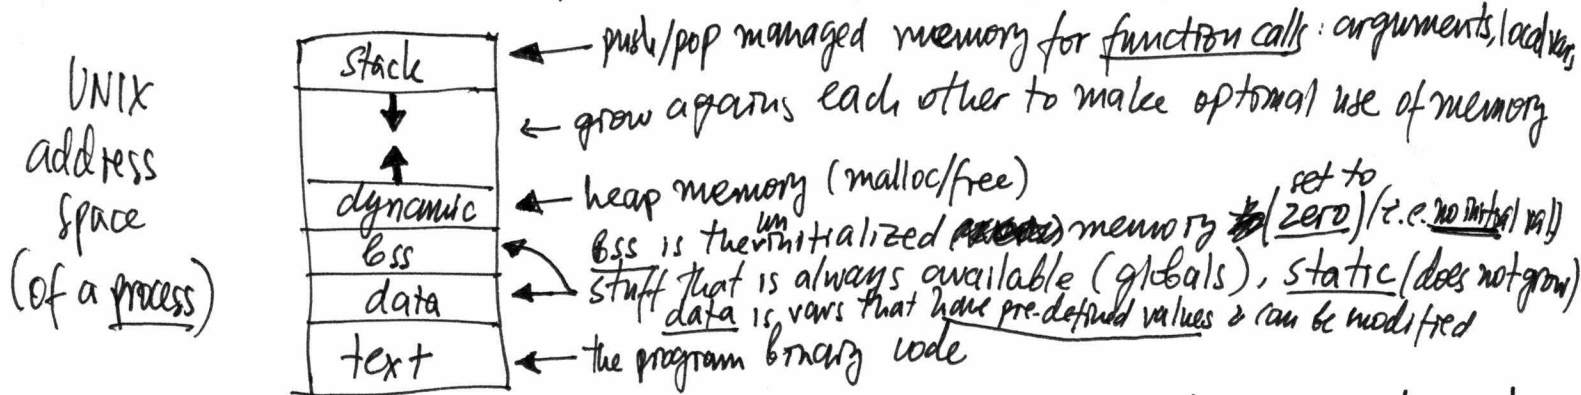 UNIX
address
space
(of a process)
stack
dynamic
bss
data
text
push/pop managed memory for function calls: arguments, local vars,
grow agains each other to make optimal use of memory
heap memory (malloc/free)
set to
un
bss is the initialized memory (zero) (i.e. no initial val)
stuff that is always available (globals), static (does not grow)
data is vars that have pre-defined values & can be modified
the program binary code